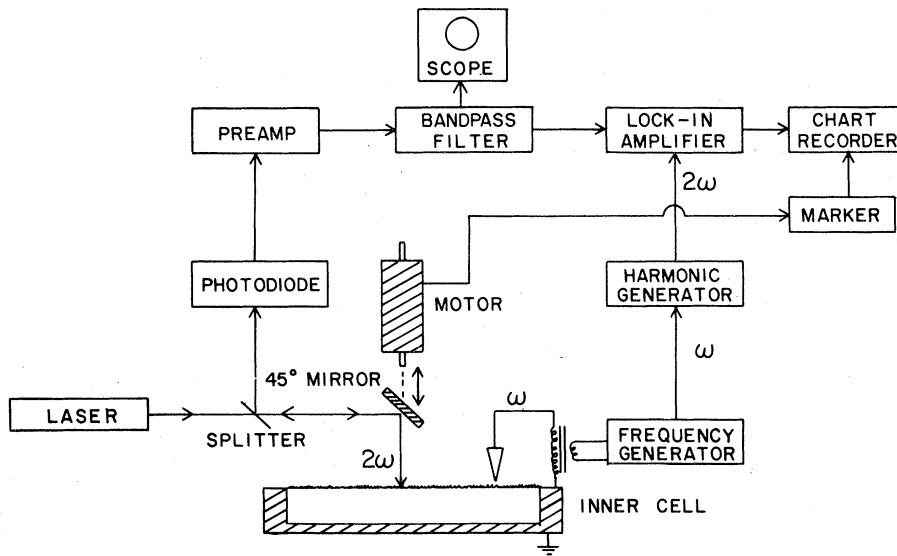 SCOPE
PREAMP
BANDPASS
FILTER
LOCK-IN
AMPLIFIER
CHART
RECORDER
2ω
MARKER
PHOTODIODE
MOTOR
HARMONIC
GENERATOR
ω
45° MIRROR
LASER
SPLITTER
ω
FREQUENCY
GENERATOR
2ω
INNER CELL